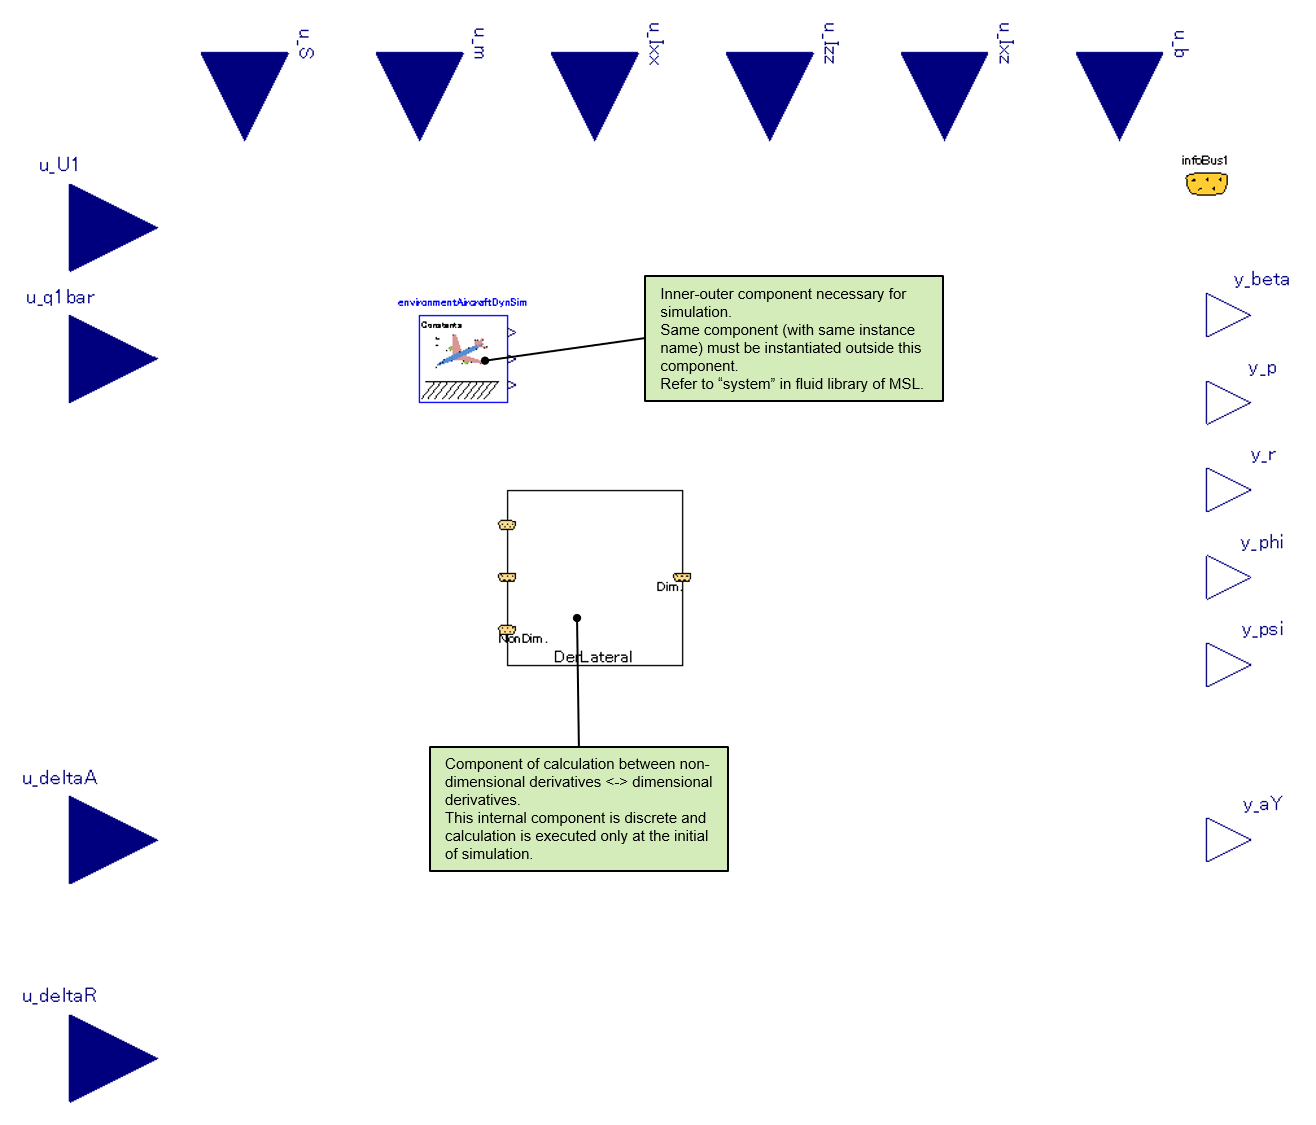 u_S
u_m
u_Ixx
u_Izz
u_Ixz
u_b
u_U1
infoBus1
u_q1bar
y_beta
environmentAircraftDynSim
Constants
Inner-outer component necessary for
simulation.
Same component (with same instance
name) must be instantiated outside this
component.
Refer to “system” in fluid library of MSL.
y_p
y_r
y_phi
Dim.
y_psi
NonDim.
DerLateral
Component of calculation between non-
dimensional derivatives <-> dimensional
derivatives.
This internal component is discrete and
calculation is executed only at the initial
of simulation.
u_deltaA
y_aY
u_deltaR